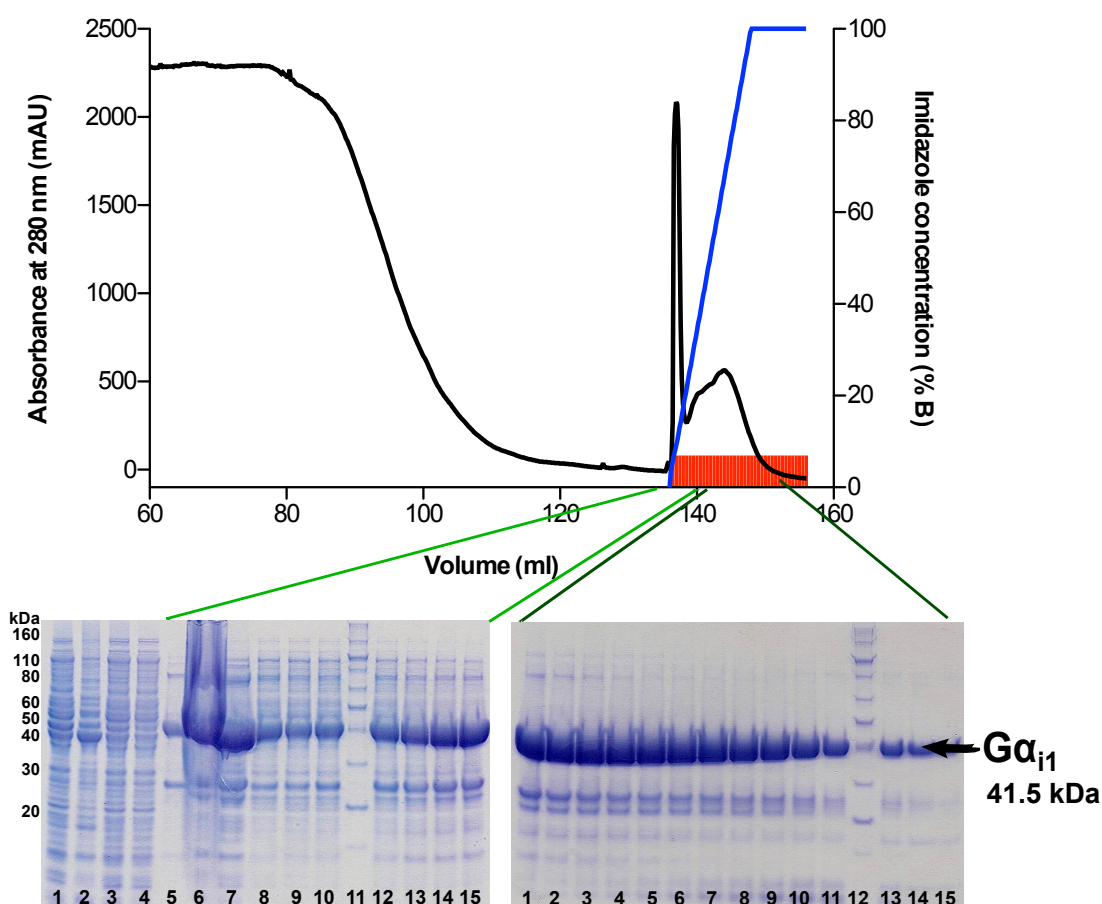 2500
2000
1500
1000
500
0
Absorbance at 280 nm (mAU)
100
80
60
40
20
0
Imidazole concentration (% B)
60 80 100 120 140 160
Volume (ml)
kDa
160
110
80
60
50
40
30
20
1 2 3 4 5 6 7 8 9 10 11 12 13 14 15
1 2 3 4 5 6 7 8 9 10 11 12 13 14 15
Gαi1
41.5 kDa